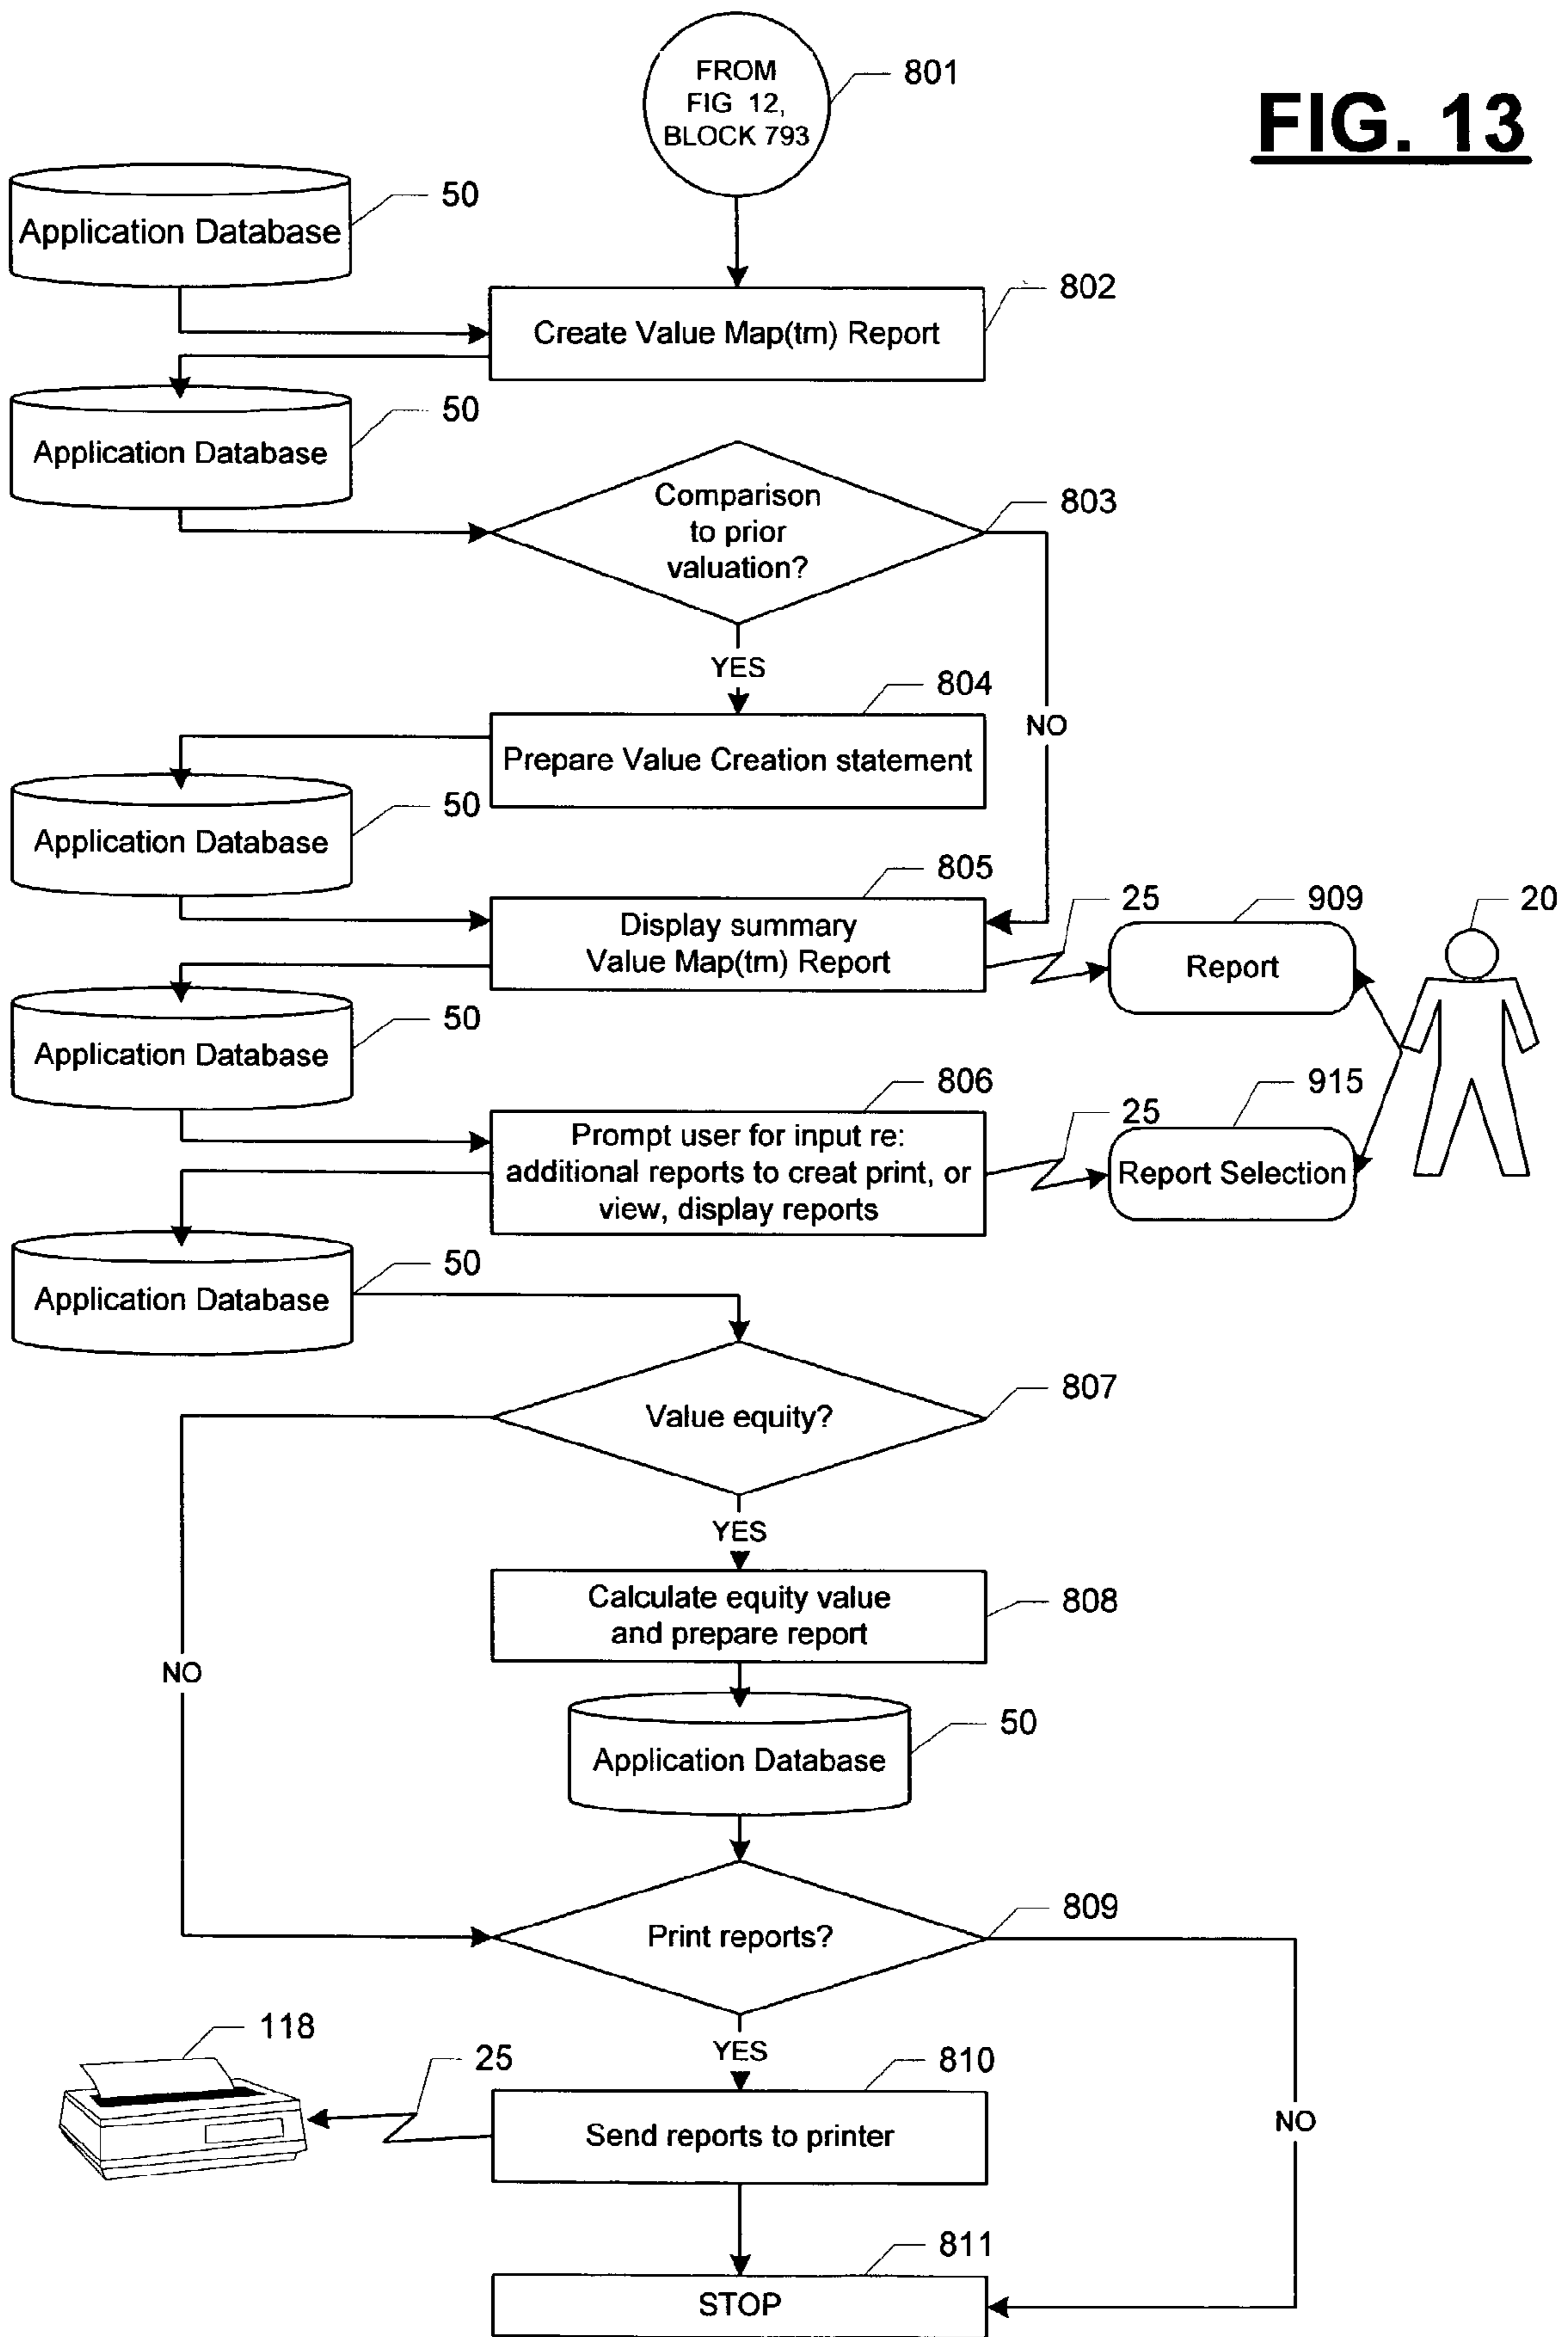 FROM
FIG 12,
BLOCK 793
801
FIG. 13
50
Application Database
802
Create Value Map(tm) Report
50
Application Database
803
Comparison
to prior
valuation?
YES
NO
804
Prepare Value Creation statement
50
Application Database
805
Display summary
Value Map(tm) Report
25
909
Report
20
50
Application Database
806
Prompt user for input re:
additional reports to creat print, or
view, display reports
25
915
Report Selection
50
Application Database
807
Value equity?
YES
NO
808
Calculate equity value
and prepare report
50
Application Database
809
Print reports?
YES
NO
118
25
810
Send reports to printer
811
STOP